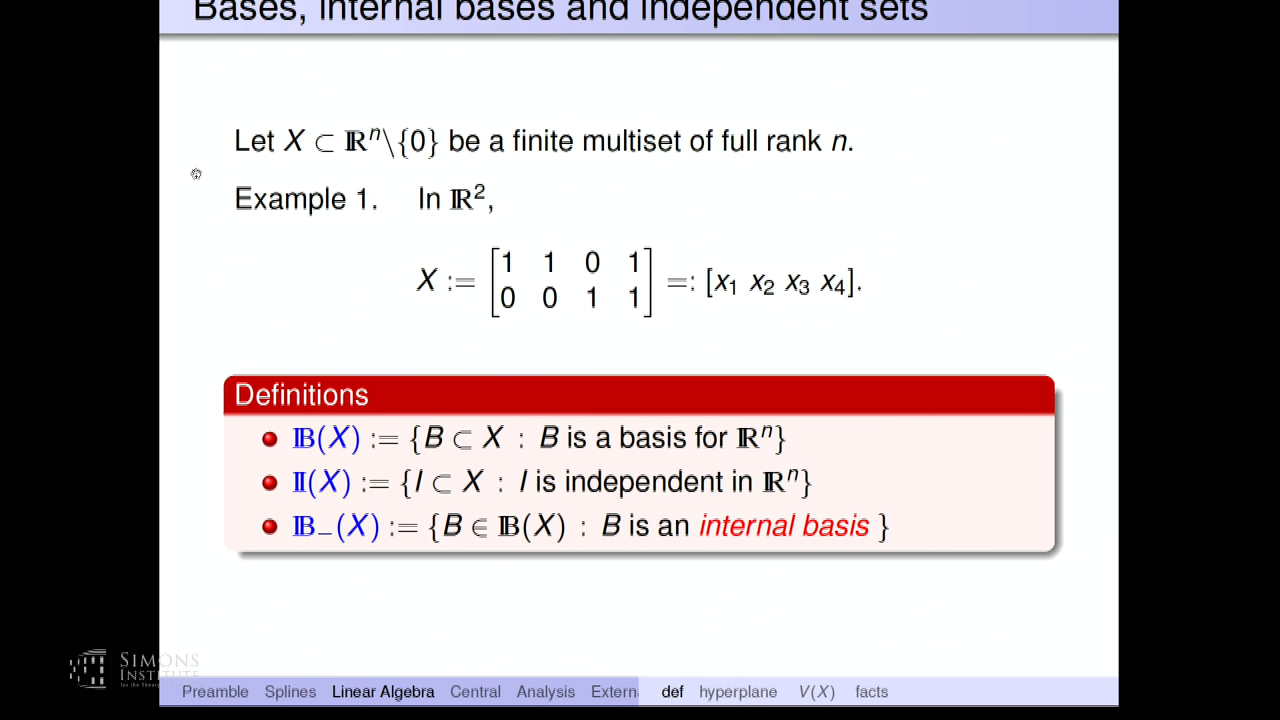 Bases, internal bases and independent sets
Let X ⊂ ℝⁿ\{0} be a finite multiset of full rank n.
Example 1. In ℝ²,
X := [1 1 0 1
0 0 1 1] =: [x₁ x₂ x₃ x₄].
Definitions
𝔹(X) := {B ⊂ X : B is a basis for ℝⁿ}
𝕀(X) := {I ⊂ X : I is independent in ℝⁿ}
𝔹₋(X) := {B ∈ 𝔹(X) : B is an internal basis }
SIMONS
INSTITUTE
Preamble Splines Linear Algebra Central Analysis Extern def hyperplane V(X) facts